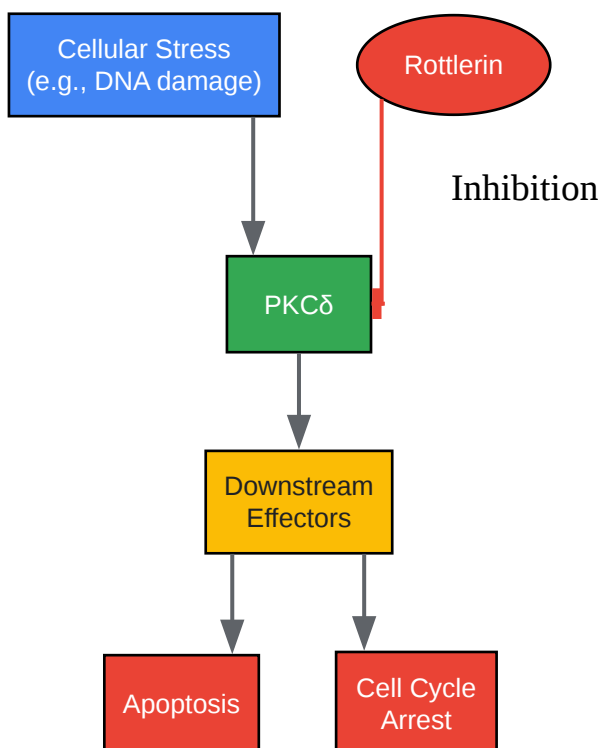 Cellular Stress
(e.g., DNA damage)
Rottlerin
Inhibition
PKCδ
Downstream
Effectors
Apoptosis
Cell Cycle
Arrest